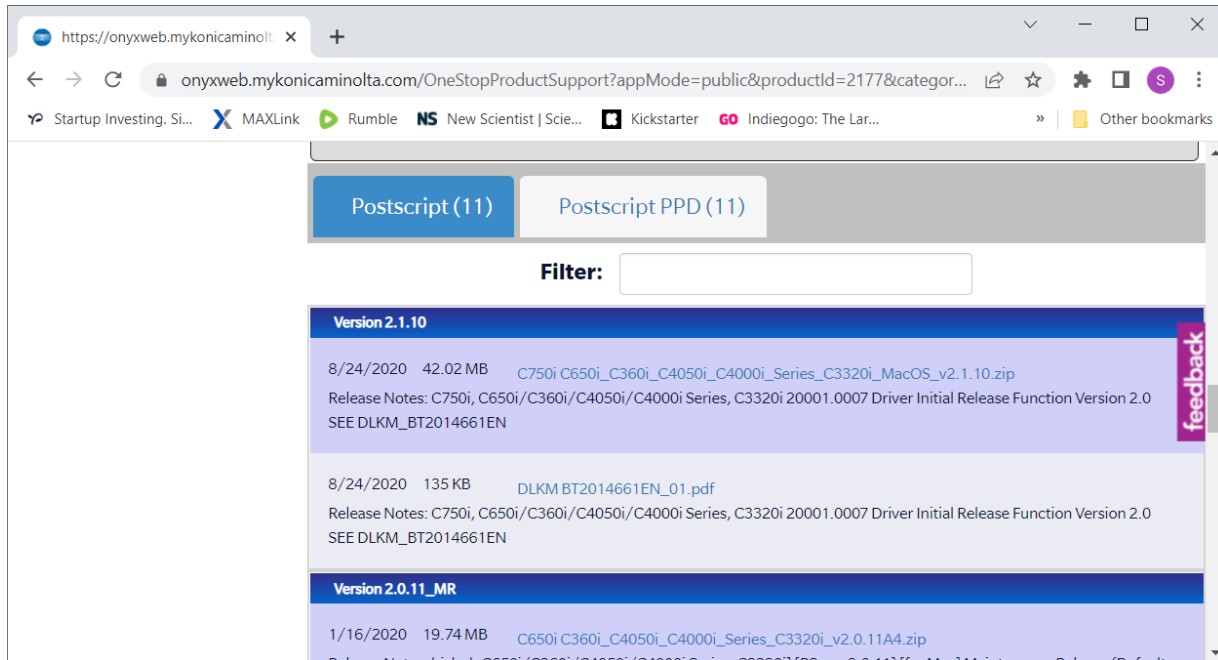 https://onyxweb.mykonicaminolt
onyxweb.mykonicaminolta.com/OneStopProductSupport?appMode=public&productId=2177&categor...
S
Startup Investing. Si... MAXLink Rumble NS New Scientist | Scie... Kickstarter GO Indiegogo: The Lar... » Other bookmarks
Postscript (11) Postscript PPD (11)
Filter:
Version 2.1.10
8/24/2020 42.02 MB C750i C650i_C360i_C4050i_C4000i_Series_C3320i_MacOS_v2.1.10.zip
Release Notes: C750i, C650i/C360i/C4050i/C4000i Series, C3320i 20001.0007 Driver Initial Release Function Version 2.0
SEE DLKM_BT2014661EN
feedback
8/24/2020 135 KB DLKM BT2014661EN_01.pdf
Release Notes: C750i, C650i/C360i/C4050i/C4000i Series, C3320i 20001.0007 Driver Initial Release Function Version 2.0
SEE DLKM_BT2014661EN
Version 2.0.11_MR
1/16/2020 19.74 MB C650i C360i_C4050i_C4000i_Series_C3320i_v2.0.11A4.zip